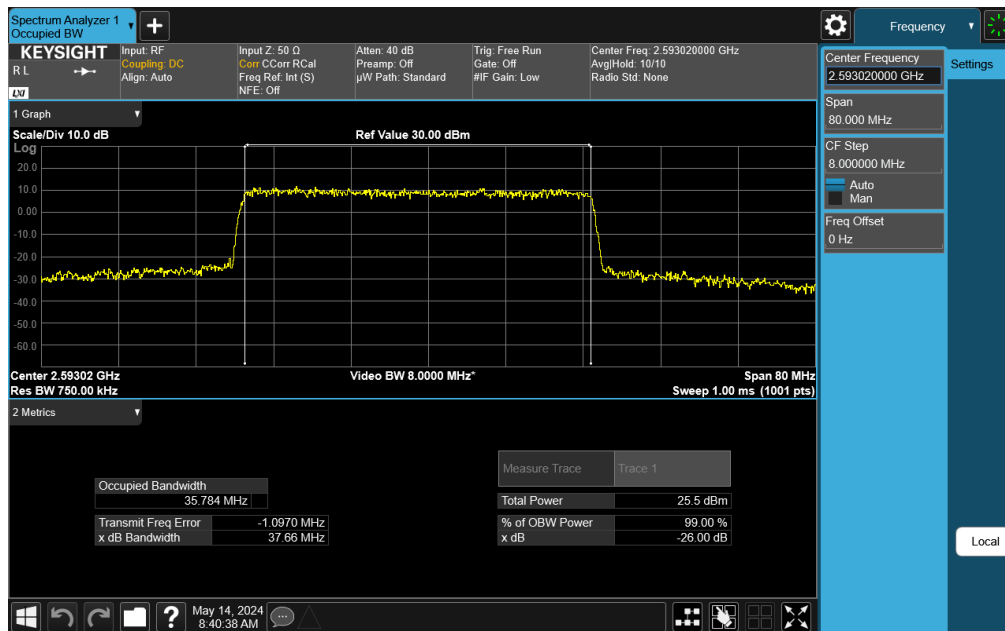 Spectrum Analyzer 1
Occupied BW
Frequency
KEYSIGHT
R L
LXI
Input: RF
Coupling: DC
Align: Auto
Input Z: 50 Ω
Corr CCorr RCal
Freq Ref: Int (S)
NFE: Off
Atten: 40 dB
Preamp: Off
µW Path: Standard
Trig: Free Run
Gate: Off
#IF Gain: Low
Center Freq: 2.593020000 GHz
Avg|Hold: 10/10
Radio Std: None
Center Frequency
2.593020000 GHz
Settings
Span
80.000 MHz
CF Step
8.000000 MHz
Auto
Man
Freq Offset
0 Hz
1 Graph
Scale/Div 10.0 dB
Ref Value 30.00 dBm
Log
20.0
10.0
0.00
-10.0
-20.0
-30.0
-40.0
-50.0
-60.0
Center 2.59302 GHz
Video BW 8.0000 MHz*
Span 80 MHz
Res BW 750.00 kHz
Sweep 1.00 ms (1001 pts)
2 Metrics
Measure Trace
Trace 1
Occupied Bandwidth
35.784 MHz
Total Power
25.5 dBm
Transmit Freq Error
-1.0970 MHz
% of OBW Power
99.00 %
x dB Bandwidth
37.66 MHz
x dB
-26.00 dB
Local
May 14, 2024
8:40:38 AM